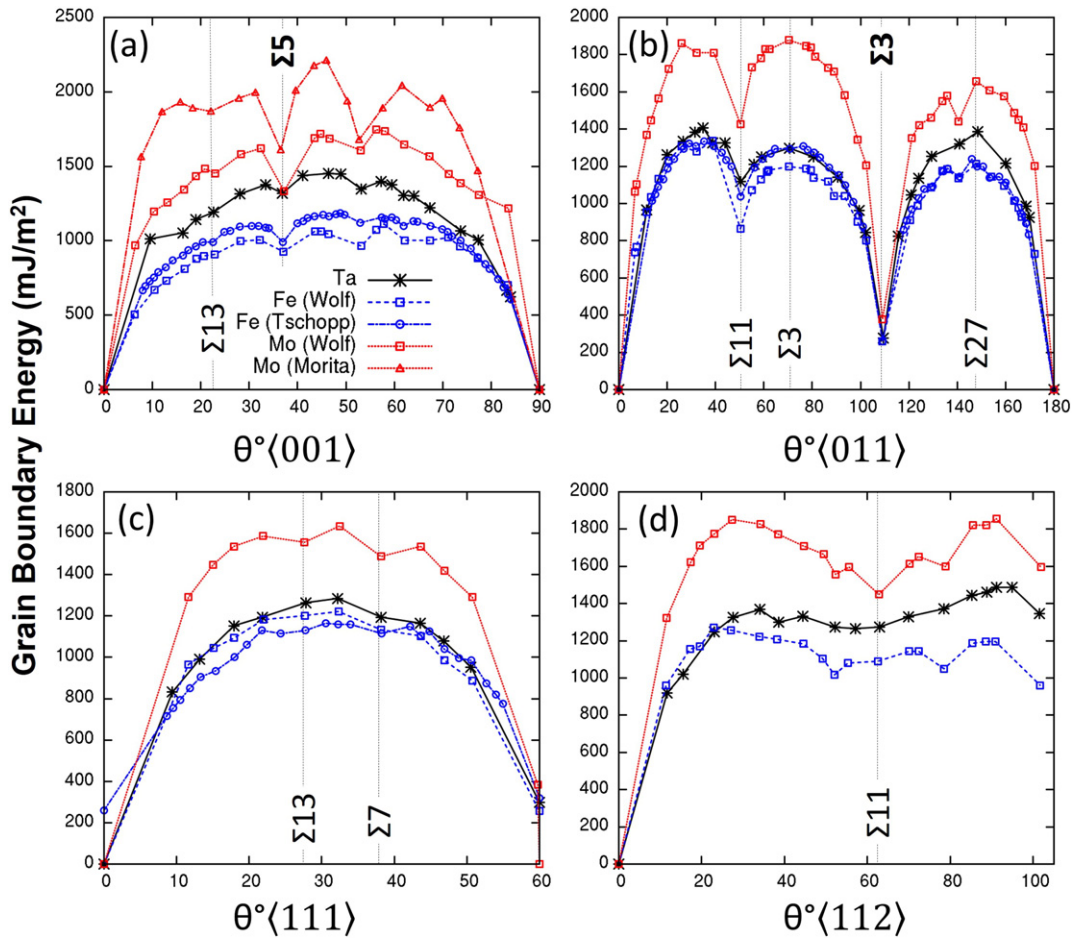 Grain Boundary Energy (mJ/m²)
(a)
2500
2000
1500
1000
500
0
Σ5
Σ13
Ta
Fe (Wolf)
Fe (Tschopp)
Mo (Wolf)
Mo (Morita)
0 10 20 30 40 50 60 70 80 90
θ°⟨001⟩
(b)
2000
1800
1600
1400
1200
1000
800
600
400
200
0
Σ3
Σ11
Σ3
Σ27
0 20 40 60 80 100 120 140 160 180
θ°⟨011⟩
(c)
1800
1600
1400
1200
1000
800
600
400
200
0
Σ13
Σ7
0 10 20 30 40 50 60
θ°⟨111⟩
(d)
2000
1800
1600
1400
1200
1000
800
600
400
200
0
Σ11
0 20 40 60 80 100
θ°⟨112⟩